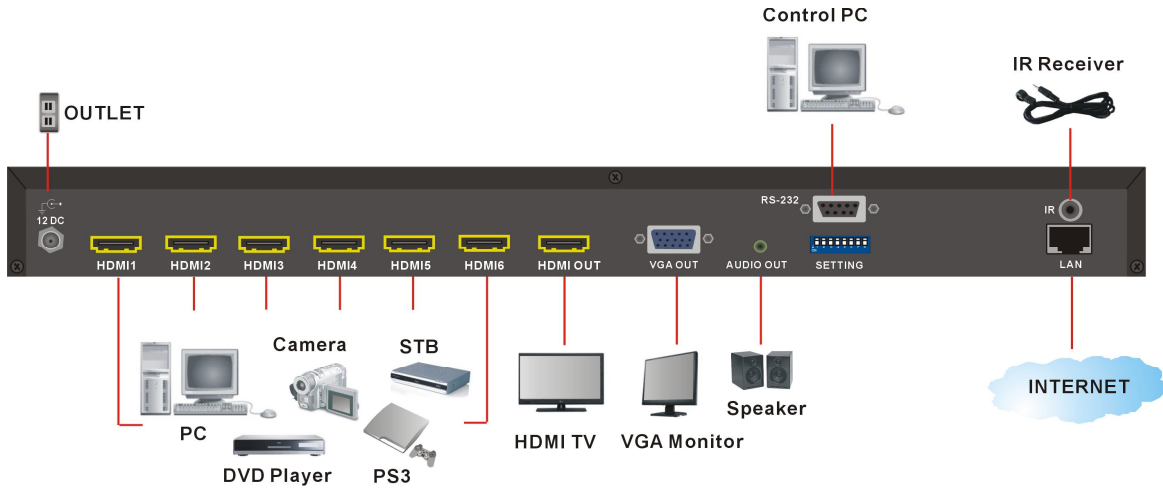 Control PC
IR Receiver
OUTLET
RS-232
IR
12 DC
HDMI1 HDMI2 HDMI3 HDMI4 HDMI5 HDMI6 HDMI OUT VGA OUT AUDIO OUT SETTING LAN
Camera
STB
INTERNET
PC
Speaker
HDMI TV
VGA Monitor
DVD Player
PS3